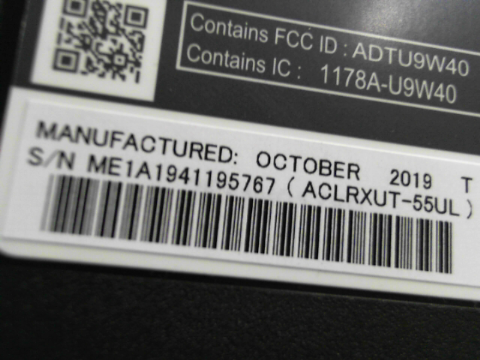 Contains FCC ID : ADTU9W40
Contains IC : 1178A-U9W40
MANUFACTURED: OCTOBER 2019 T
S/N ME1A1941195767 ( ACLRXUT-55UL )